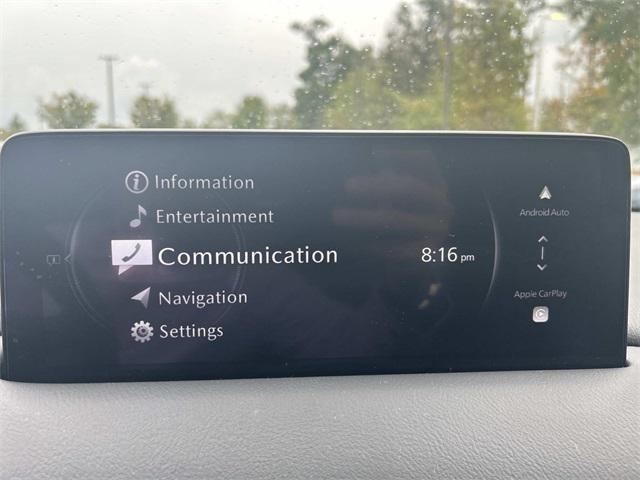 Information
Entertainment
Communication
8:16 pm
Navigation
Settings
Android Auto
Apple CarPlay